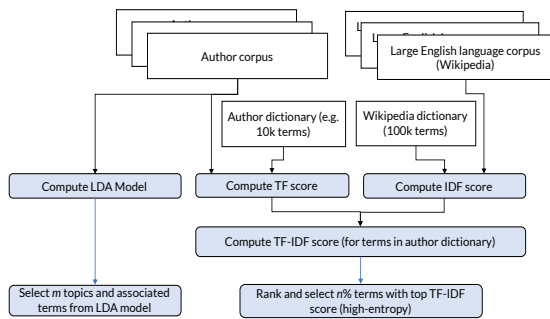 Author corpus
Large English language corpus
(Wikipedia)
Author dictionary (e.g.
10k terms)
Wikipedia dictionary
(100k terms)
Compute LDA Model
Compute TF score
Compute IDF score
Compute TF-IDF score (for terms in author dictionary)
Select m topics and associated
terms from LDA model
Rank and select n% terms with top TF-IDF
score (high-entropy)